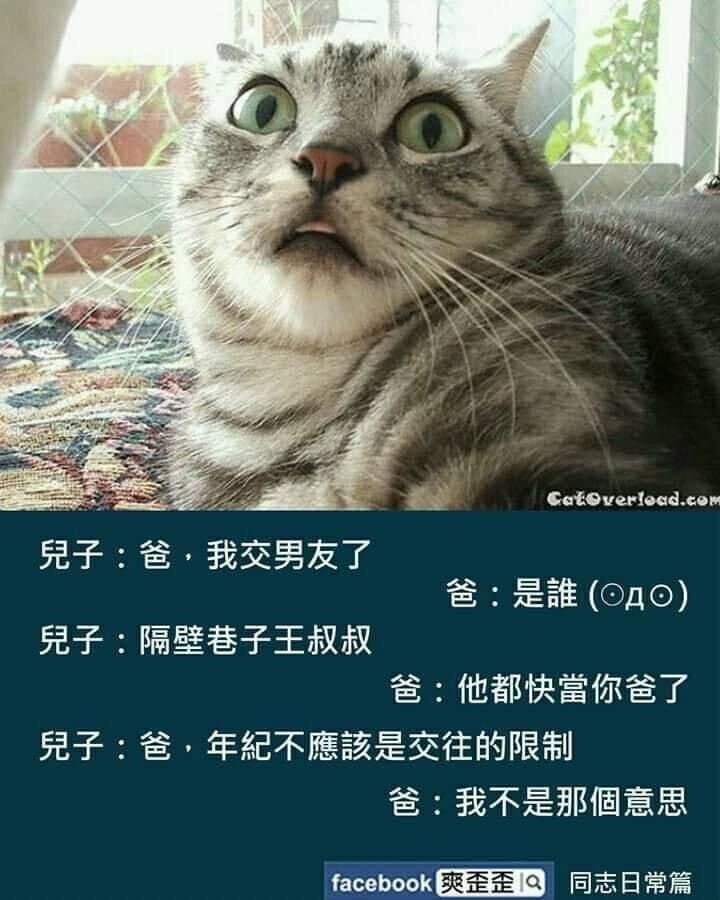 CatOverload.com
兒子：爸，我交男友了
爸：是誰 (⊙д⊙)
兒子：隔壁巷子王叔叔
爸：他都快當你爸了
兒子：爸，年紀不應該是交往的限制
爸：我不是那個意思
facebook 爽歪歪 同志日常篇